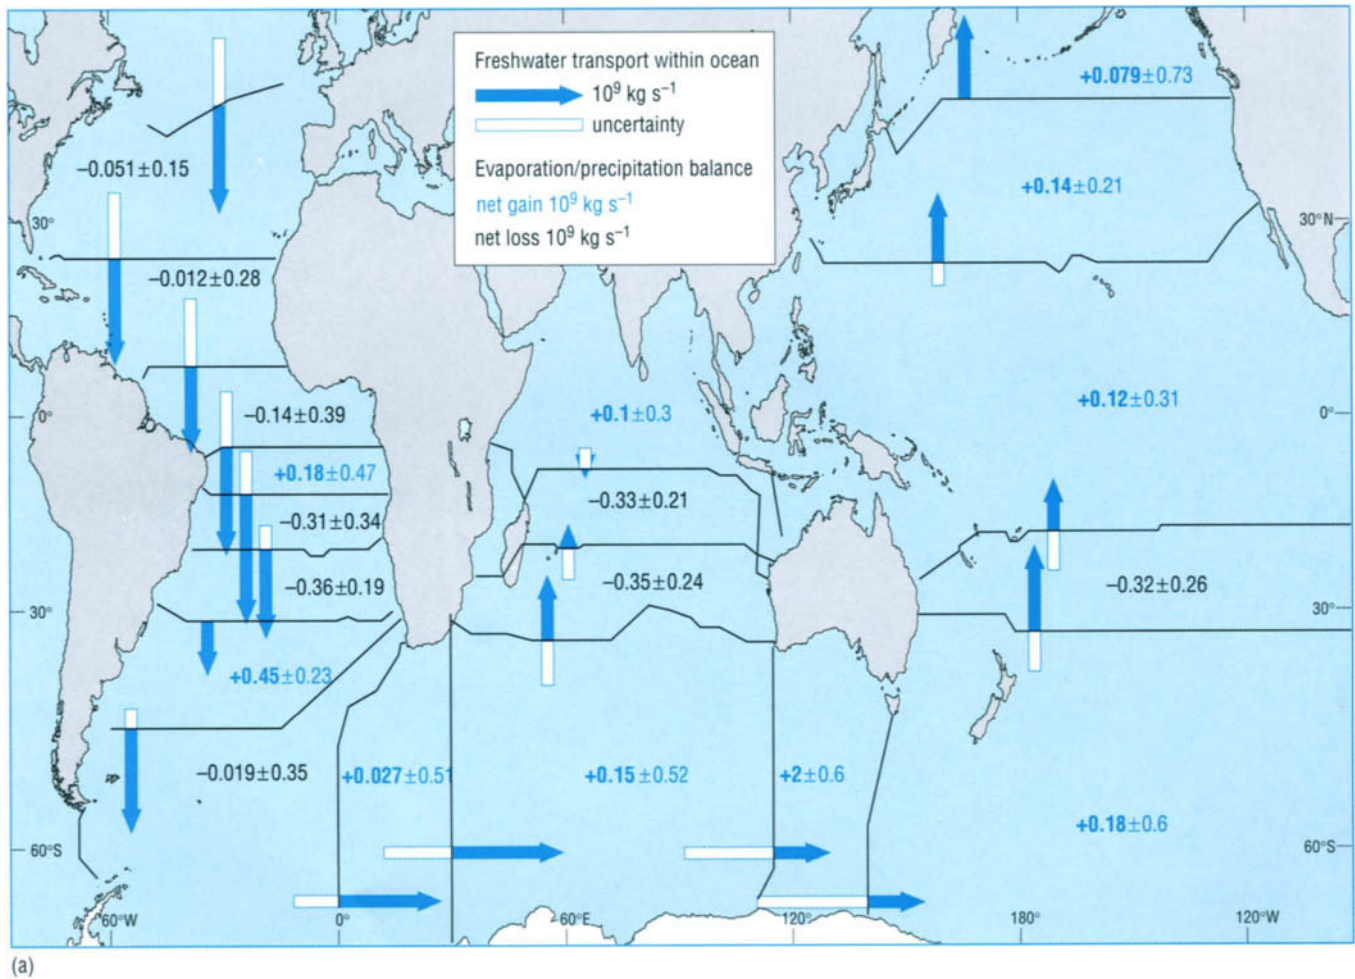 Freshwater transport within ocean
10⁹ kg s⁻¹
uncertainty
Evaporation/precipitation balance
net gain 10⁹ kg s⁻¹
net loss 10⁹ kg s⁻¹
+0.079±0.73
−0.051±0.15
+0.14±0.21
30°
30°N
−0.012±0.28
0°
−0.14±0.39
+0.1±0.3
+0.12±0.31
0°
+0.18±0.47
−0.31±0.34
−0.33±0.21
−0.36±0.19
−0.35±0.24
−0.32±0.26
30°
30°
+0.45±0.23
−0.019±0.35
+0.027±0.51
+0.15±0.52
+2±0.6
+0.18±0.6
60°S
60°S
60°W
0°
60°E
120°
180°
120°W
(a)